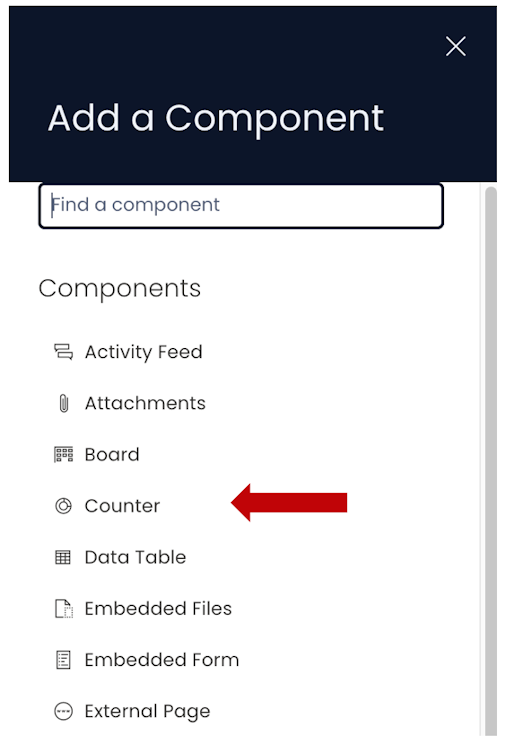 Add a Component
Find a component
Components
Activity Feed
Attachments
Board
Counter
Data Table
Embedded Files
Embedded Form
External Page